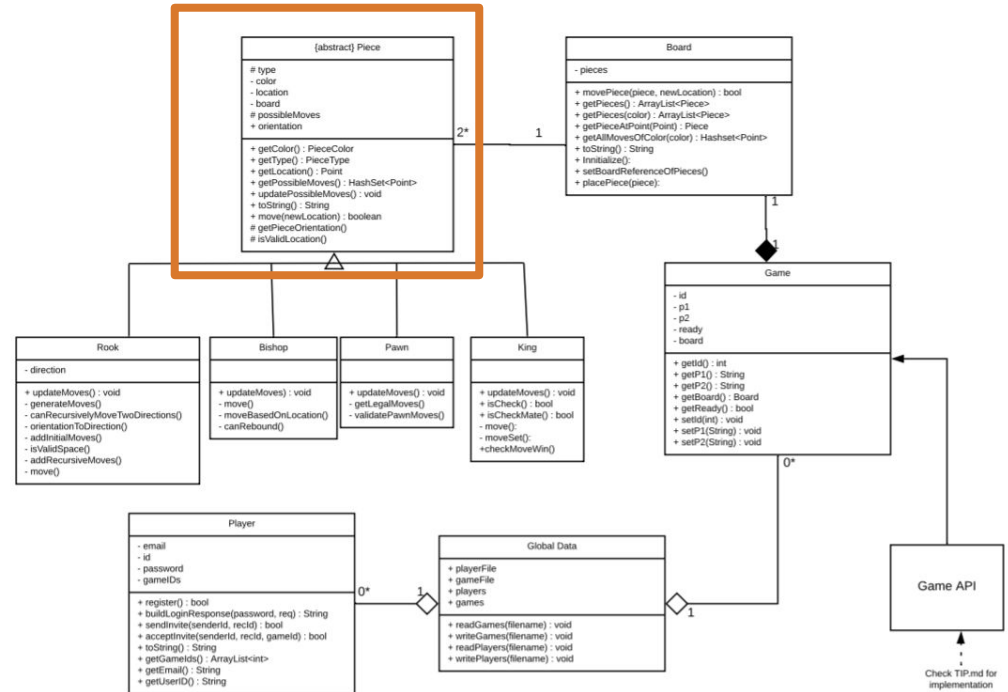 {abstract} Piece
# type
- color
- location
- board
# possibleMoves
+ orientation
+ getColor() : PieceColor
+ getType() : PieceType
+ getLocation() : Point
+ getPossibleMoves() : HashSet<Point>
+ updatePossibleMoves() : void
+ toString() : String
+ move(newLocation) : boolean
# getPieceOrientation()
# isValidLocation()
2*
1
Board
- pieces
+ movePiece(piece, newLocation) : bool
+ getPieces() : ArrayList<Piece>
+ getPieces(color) : ArrayList<Piece>
+ getPieceAtPoint(Point) : Piece
+ getAllMovesOfColor(color) : Hashset<Point>
+ toString() : String
+ Innitialize():
+ setBoardReferenceOfPieces()
+ placePiece(piece):
1
1
Game
- id
- p1
- p2
- ready
- board
+ getId() : int
+ getP1() : String
+ getP2() : String
+ getBoard() : Board
+ getReady() : bool
+ setId(int) : void
+ setP1(String) : void
+ setP2(String) : void
0*
Rook
- direction
+ updateMoves() : void
- generateMoves()
- canRecursivelyMoveTwoDirections()
- orientationToDirection()
- addInitialMoves()
- isValidSpace()
- addRecursiveMoves()
- move()
Bishop
+ updateMoves) : void
- move()
- moveBasedOnLocation()
- canRebound()
Pawn
+ updateMoves() : void
- getLegalMoves()
- validatePawnMoves()
King
+ updateMoves() : void
+ isCheck() : bool
+ isCheckMate() : bool
- move():
- moveSet():
+checkMoveWin()
Player
- email
- id
- password
- gameIDs
+ register() : bool
+ buildLoginResponse(password, req) : String
+ sendInvite(senderId, recId) : bool
+ acceptInvite(senderId, recId, gameId) : bool
+ toString() : String
+ getGameIds() : ArrayList<int>
+ getEmail() : String
+ getUserID() : String
0*
1
Global Data
+ playerFile
+ gameFile
+ players
+ games
+ readGames(filename) : void
+ writeGames(filename) : void
+ readPlayers(filename) : void
+ writePlayers(filename) : void
1
Game API
Check TIP.md for
implementation